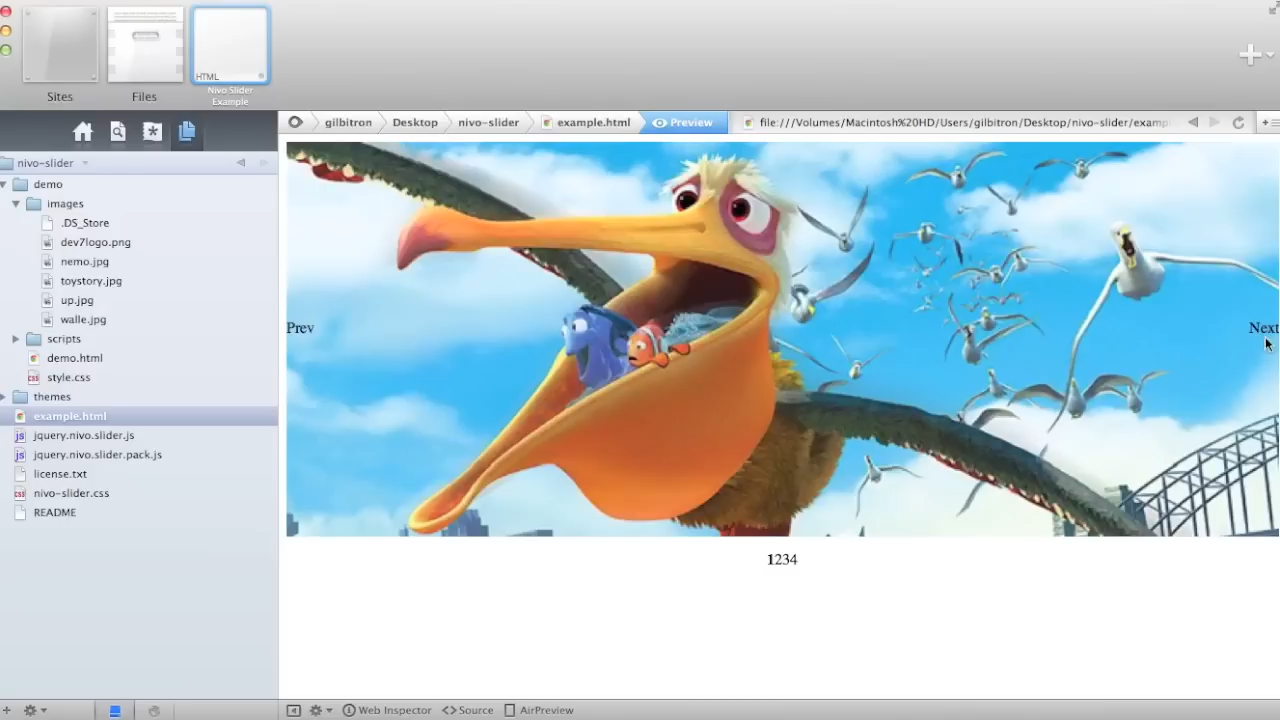 HTML
Sites
Files
Nivo Slider
Example
gilbitron
Desktop
nivo-slider
example.html
Preview
file:///Volumes/Macintosh%20HD/Users/gilbitron/Desktop/nivo-slider/examp
nivo-slider
demo
images
.DS_Store
dev7logo.png
nemo.jpg
toystory.jpg
up.jpg
walle.jpg
scripts
demo.html
style.css
themes
example.html
js jquery.nivo.slider.js
js jquery.nivo.slider.pack.js
license.txt
css nivo-slider.css
README
Prev
Next
1234
Web Inspector
Source
AirPreview